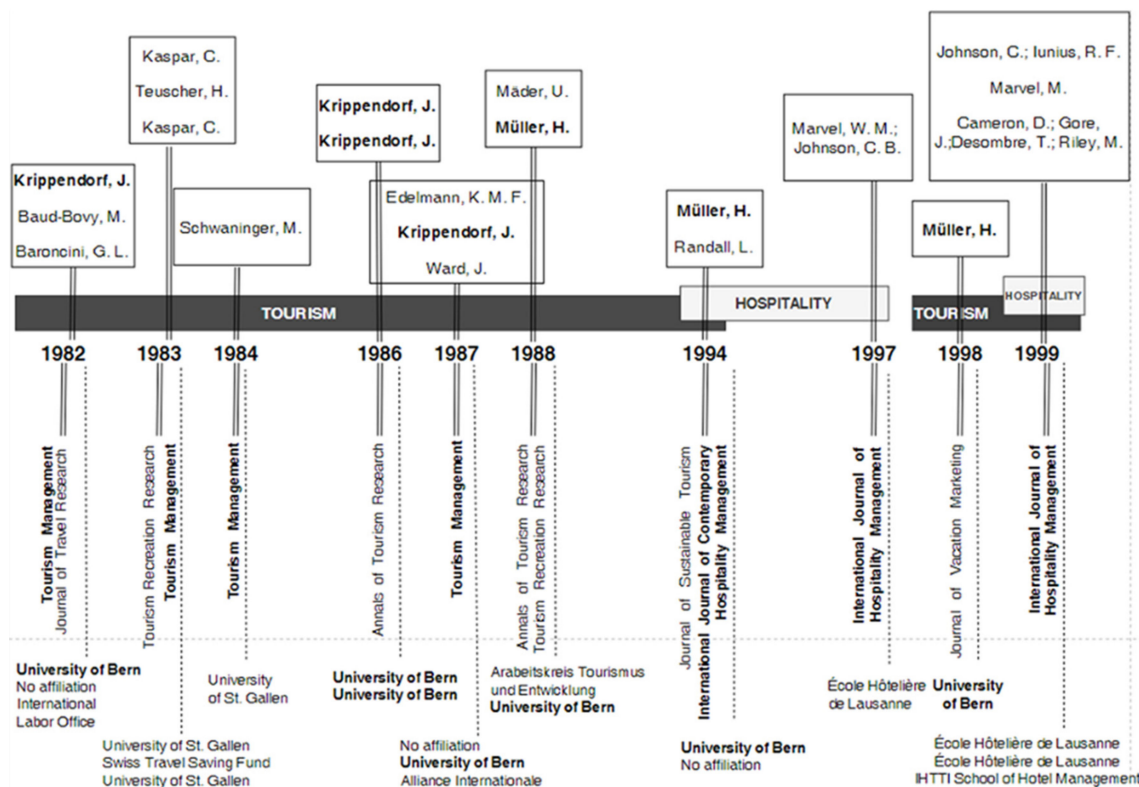 Kaspar, C.
Teuscher, H.
Kaspar, C.
Krippendorf, J.
Krippendorf, J.
Mäder, U.
Müller, H.
Marvel, W. M.;
Johnson, C. B.
Johnson, C.; Iunius, R. F.
Marvel, M.
Cameron, D.; Gore,
J.;Desombre, T.; Riley, M.
Krippendorf, J.
Baud-Bovy, M.
Baroncini, G. L.
Schwaninger, M.
Edelmann, K. M. F.
Krippendorf, J.
Ward, J.
Müller, H.
Randall, L.
Müller, H.
TOURISM
HOSPITALITY
TOURISM
HOSPITALITY
1982
1983
1984
1986
1987
1988
1994
1997
1998
1999
Tourism Management
Journal of Travel Research
Tourism Recreation Research
Tourism Management
Tourism Management
Annals of Tourism Research
Tourism Management
Annals of Tourism Research
Tourism Recreation Research
Journal of Sustainable Tourism
International Journal of Contemporary
Hospitality Management
International Journal of
Hospitality Management
Journal of Vacation Marketing
International Journal of
Hospitality Management
University of Bern
No affiliation
International
Labor Office
University of St. Gallen
Swiss Travel Saving Fund
University of St. Gallen
University
of St. Gallen
University of Bern
University of Bern
No affiliation
University of Bern
Alliance Internationale
Arabeitskreis Tourismus
und Entwicklung
University of Bern
University of Bern
No affiliation
École Hôtelière
de Lausanne
University
of Bern
École Hôtelière de Lausanne
École Hôtelière de Lausanne
IHTTI School of Hotel Management